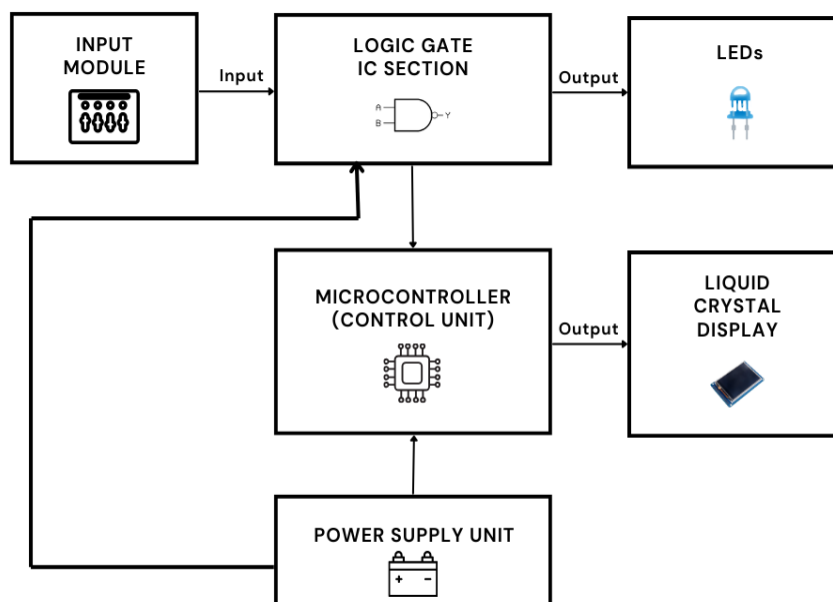 INPUT
MODULE
Input
LOGIC GATE
IC SECTION
A
B
Y
Output
LEDs
MICROCONTROLLER
(CONTROL UNIT)
Output
LIQUID
CRYSTAL
DISPLAY
POWER SUPPLY UNIT
+ -